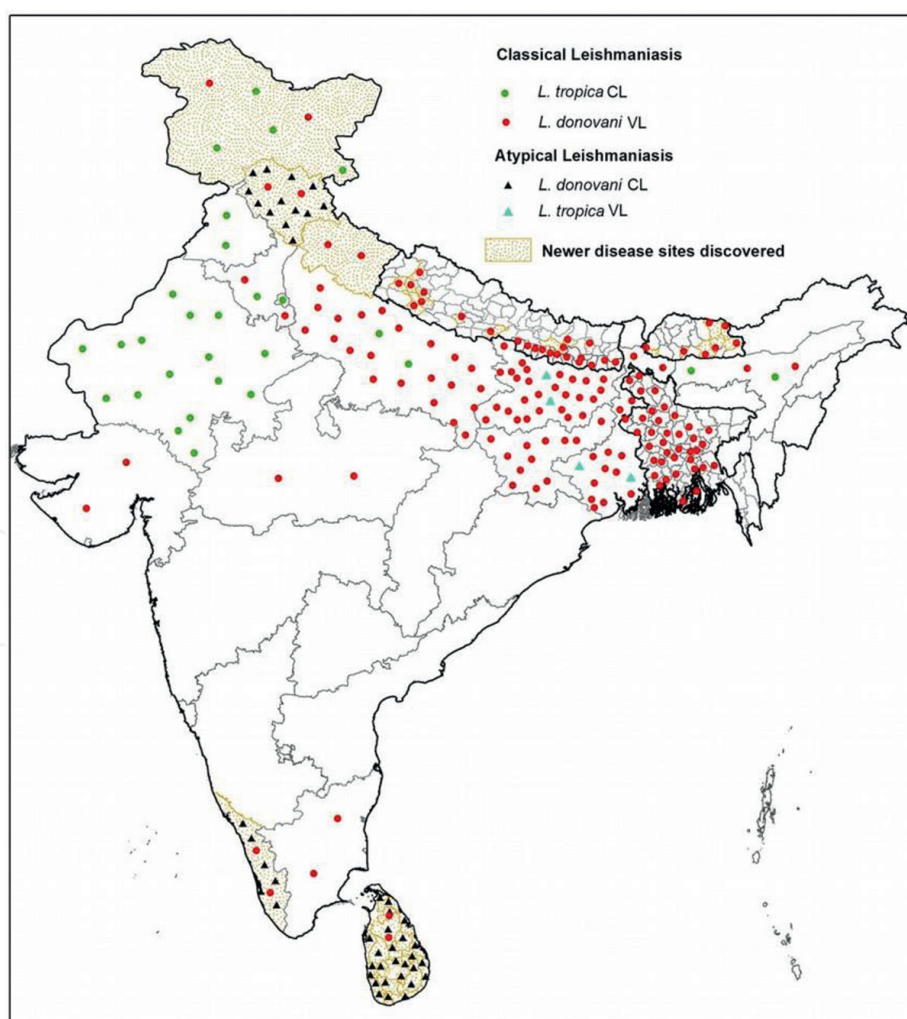 Classical Leishmaniasis
L. tropica CL
L. donovani VL
Atypical Leishmaniasis
L. donovani CL
L. tropica VL
Newer disease sites discovered